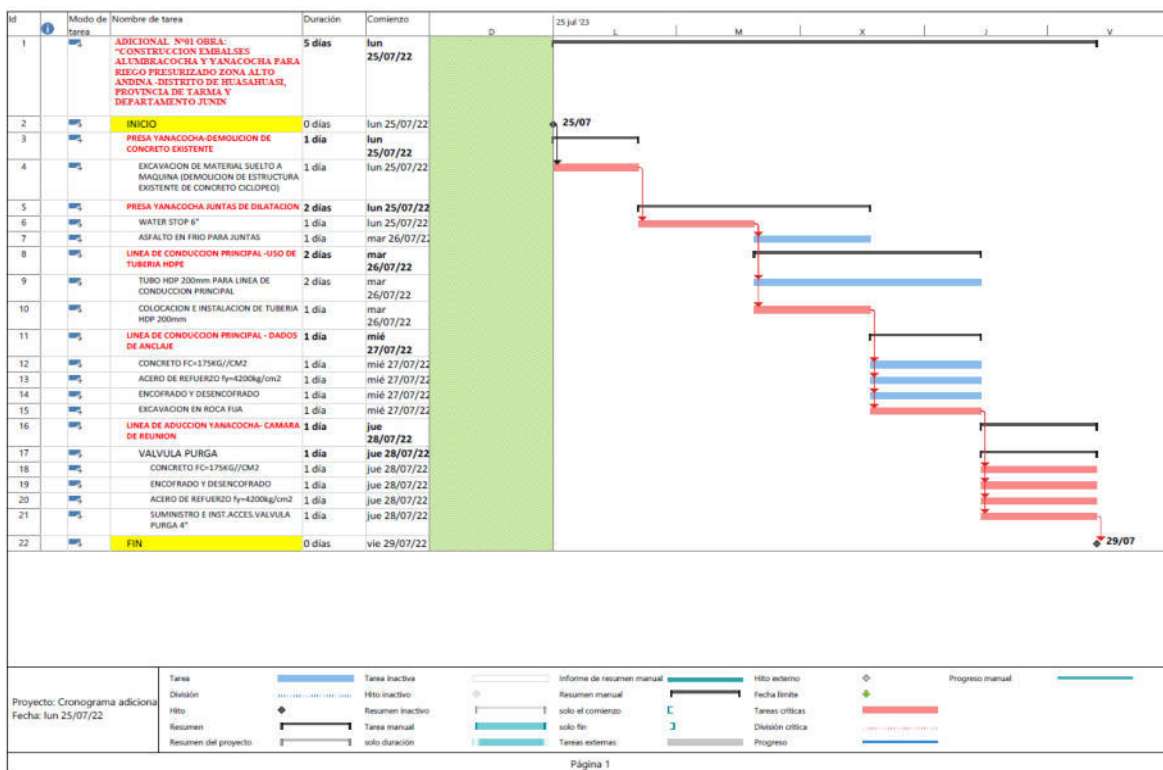 Id Modo de tarea Nombre de tarea Duración Comienzo 25 jul '23
D L M X J V
1 ADICIONAL N°01 OBRA: 5 días lun
"CONSTRUCCION EMBALSES 25/07/22
ALUMBRACOCHA Y YANACOCHA PARA
RIEGO PRESURIZADO ZONA ALTO
ANDINA -DISTRITO DE HUASAHUASI,
PROVINCIA DE TARMA Y
DEPARTAMENTO JUNIN
2 INICIO 0 días lun 25/07/22 25/07
3 PRESA YANACOCHA-DEMOLICION DE 1 día lun
CONCRETO EXISTENTE 25/07/22
4 EXCAVACION DE MATERIAL SUELTO A 1 día lun 25/07/22
MAQUINA (DEMOLICION DE ESTRUCTURA
EXISTENTE DE CONCRETO CICLOPEO)
5 PRESA YANACOCHA JUNTAS DE DILATACION 2 días lun 25/07/22
6 WATER STOP 6" 1 día lun 25/07/22
7 ASFALTO EN FRIO PARA JUNTAS 1 día mar 26/07/22
8 LINEA DE CONDUCCION PRINCIPAL -USO DE 2 días mar
TUBERIA HDPE 26/07/22
9 TUBO HDP 200mm PARA LINEA DE 2 días mar
CONDUCCION PRINCIPAL 26/07/22
10 COLOCACION E INSTALACION DE TUBERIA 1 día mar
HDP 200mm 26/07/22
11 LINEA DE CONDUCCION PRINCIPAL - DADOS 1 día mié
DE ANCLAJE 27/07/22
12 CONCRETO FC=175KG//CM2 1 día mié 27/07/22
13 ACERO DE REFUERZO fy=4200kg/cm2 1 día mié 27/07/22
14 ENCOFRADO Y DESENCOFRADO 1 día mié 27/07/22
15 EXCAVACION EN ROCA FIJA 1 día mié 27/07/22
16 LINEA DE ADUCCION YANACOCHA- CAMARA 1 día jue
DE REUNION 28/07/22
17 VALVULA PURGA 1 día jue 28/07/22
18 CONCRETO FC=175KG//CM2 1 día jue 28/07/22
19 ENCOFRADO Y DESENCOFRADO 1 día jue 28/07/22
20 ACERO DE REFUERZO fy=4200kg/cm2 1 día jue 28/07/22
21 SUMINISTRO E INST.ACCES.VALVULA 1 día jue 28/07/22
PURGA 4"
22 FIN 0 días vie 29/07/22 29/07
Proyecto: Cronograma adiciona
Fecha: lun 25/07/22
Tarea Tarea inactiva Informe de resumen manual Hito externo Progreso manual
División Hito inactivo Resumen manual Fecha límite
Hito Resumen inactivo solo el comienzo Tareas críticas
Resumen Tarea manual solo fin División crítica
Resumen del proyecto solo duración Tareas externas Progreso
Página 1